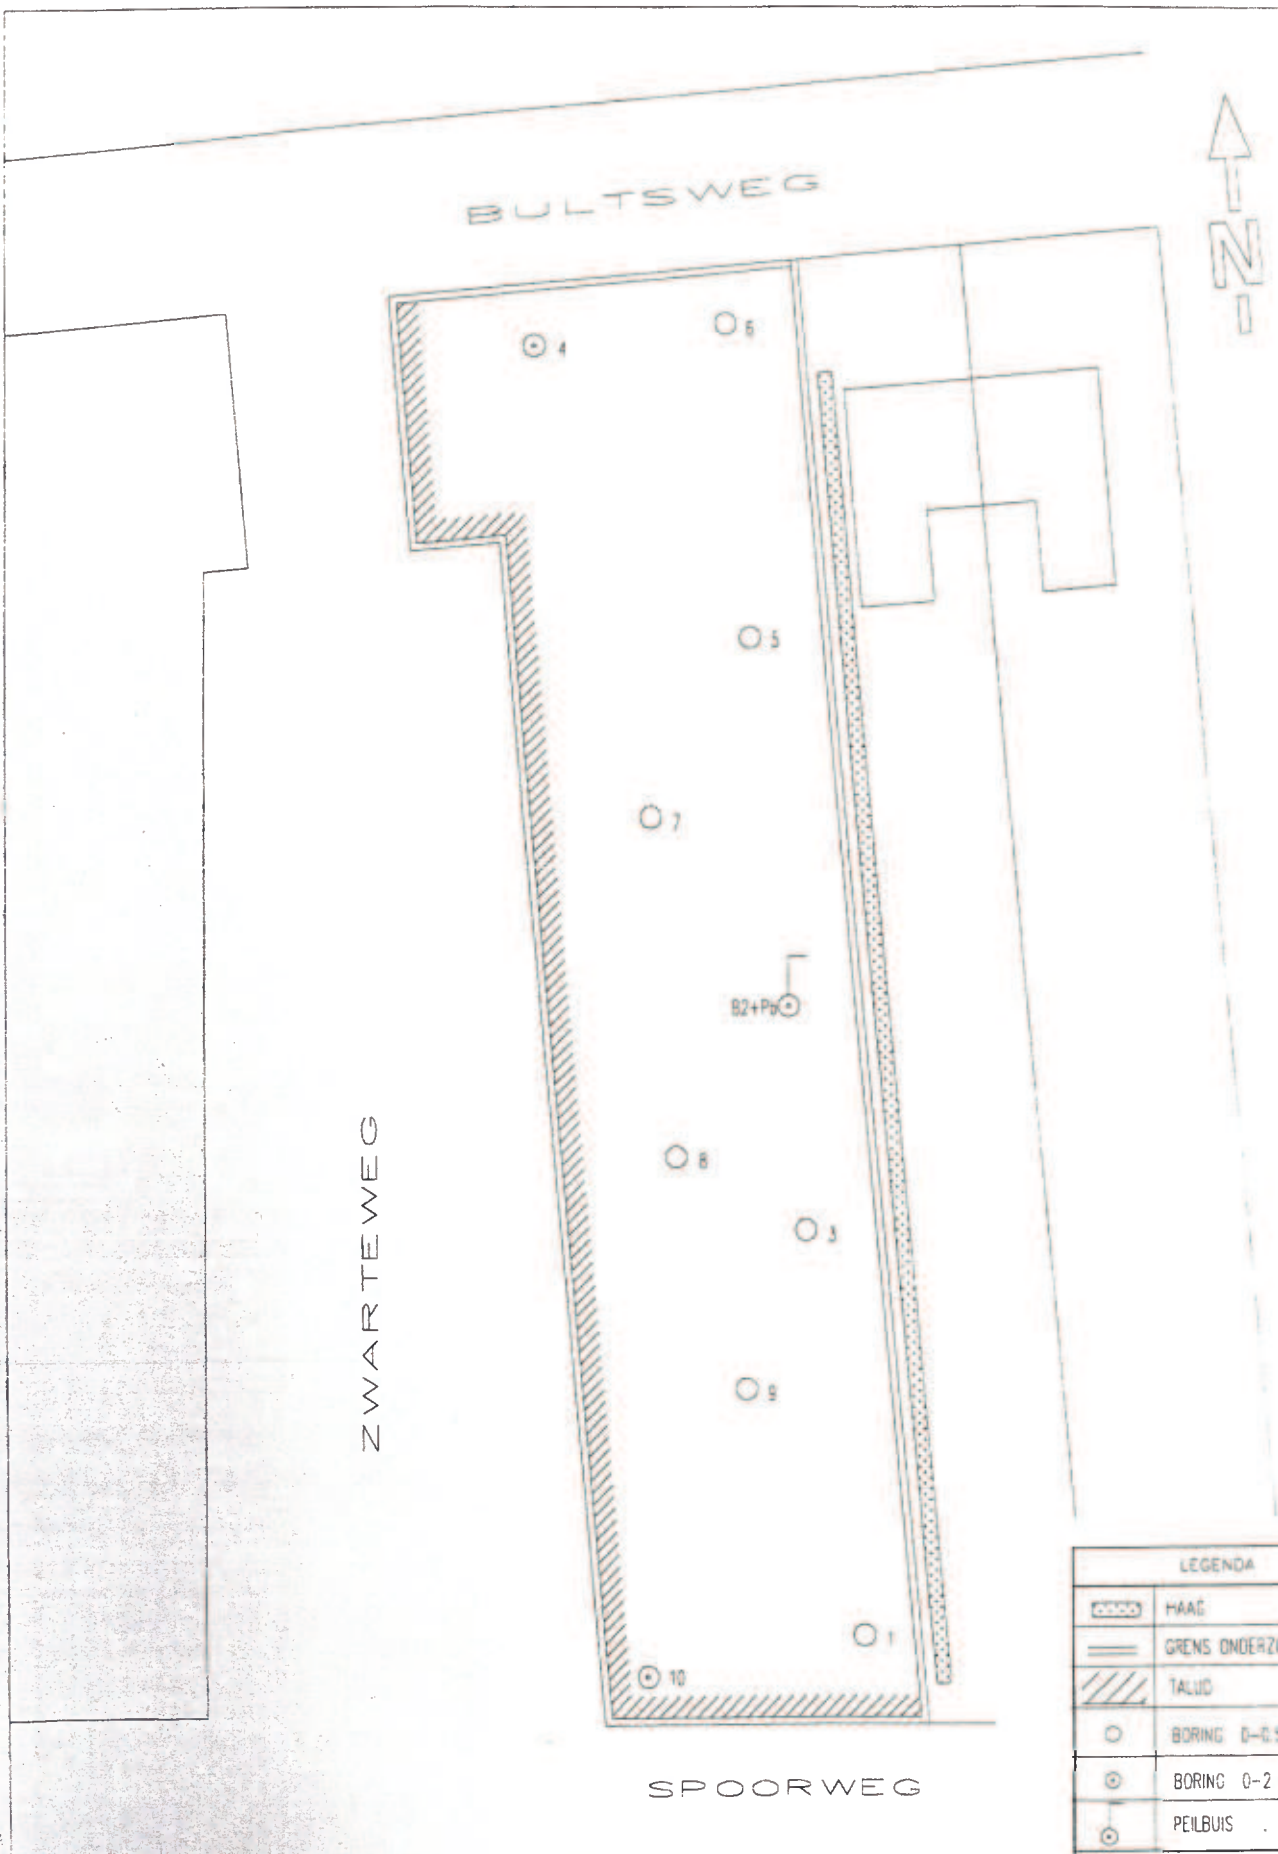 BULTSWEG
N
6
4
5
7
B2+Pb
8
3
ZWARTEWEG
9
1
10
SPOORWEG
LEGENDA
HAAG
GRENS
TALUD
BORING
BORING 0-2
PEILBUIS .